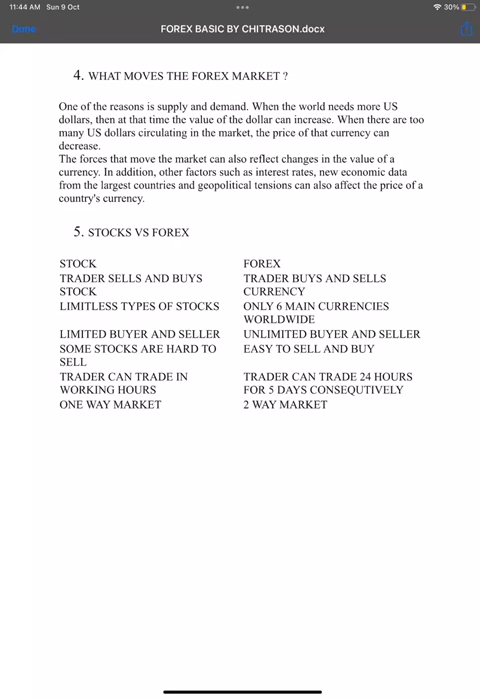 11:44 AM Sun 9 Oct
30%
Done
FOREX BASIC BY CHITRASON.docx
4. WHAT MOVES THE FOREX MARKET ?
One of the reasons is supply and demand. When the world needs more US
dollars, then at that time the value of the dollar can increase. When there are too
many US dollars circulating in the market, the price of that currency can
decrease.
The forces that move the market can also reflect changes in the value of a
currency. In addition, other factors such as interest rates, new economic data
from the largest countries and geopolitical tensions can also affect the price of a
country's currency.
5. STOCKS VS FOREX
STOCK FOREX
TRADER SELLS AND BUYS TRADER BUYS AND SELLS
STOCK CURRENCY
LIMITLESS TYPES OF STOCKS ONLY 6 MAIN CURRENCIES
WORLDWIDE
LIMITED BUYER AND SELLER UNLIMITED BUYER AND SELLER
SOME STOCKS ARE HARD TO EASY TO SELL AND BUY
SELL
TRADER CAN TRADE IN TRADER CAN TRADE 24 HOURS
WORKING HOURS FOR 5 DAYS CONSEQUTIVELY
ONE WAY MARKET 2 WAY MARKET